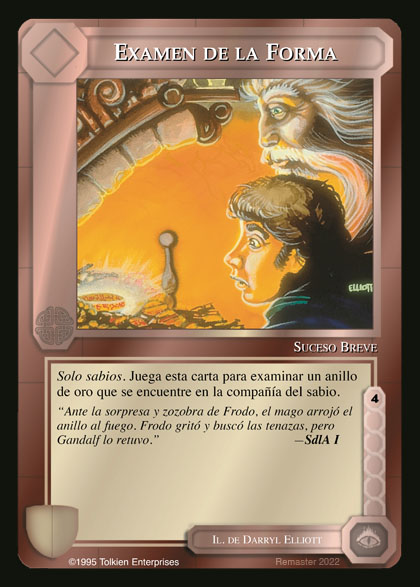 Examen de la Forma
ELLIOTT
Suceso Breve
Solo sabios. Juega esta carta para examinar un anillo
de oro que se encuentre en la compañía del sabio.
“Ante la sorpresa y zozobra de Frodo, el mago arrojó el
anillo al fuego. Frodo gritó y buscó las tenazas, pero
Gandalf lo retuvo.” —SdlA I
4
Il. de Darryl Elliott
©1995 Tolkien Enterprises Remaster 2022